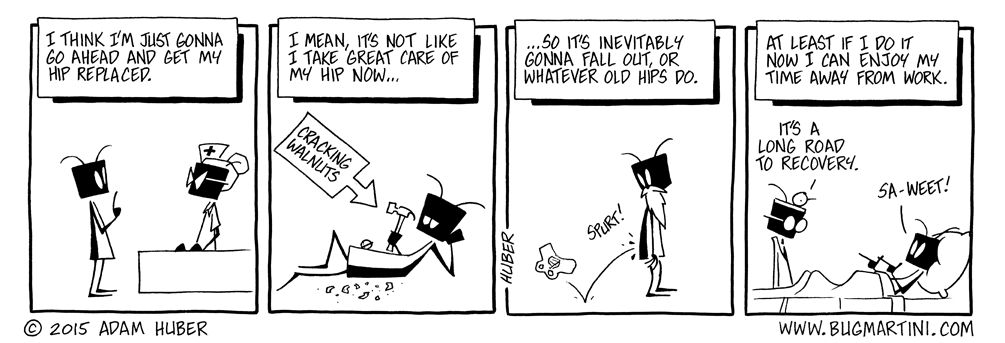 I THINK I'M JUST GONNA
GO AHEAD AND GET MY
HIP REPLACED.
I MEAN, IT'S NOT LIKE
I TAKE GREAT CARE OF
MY HIP NOW...
CRACKING
WALNUTS
...SO IT'S INEVITABLY
GONNA FALL OUT, OR
WHATEVER OLD HIPS DO.
SPURT!
HUBER
AT LEAST IF I DO IT
NOW I CAN ENJOY MY
TIME AWAY FROM WORK.
IT'S A
LONG ROAD
TO RECOVERY.
SA-WEET!
© 2015 ADAM HUBER
WWW.BUGMARTINI.COM